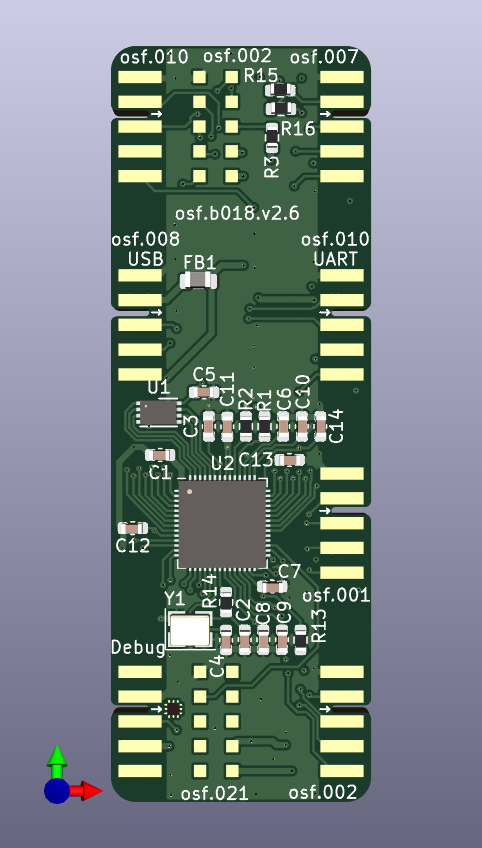 osf.010 osf.002 osf.007
R15
R16
R3
osf.b018.v2.6
osf.008 osf.010
USB UART
FB1
U1 C5
C3 C11 R2 R1 C6 C10 C14
C1 U2 C13
C12
C7
osf.001
Y1 R14
C4 C2 C8 C9 R13
Debug
osf.021 osf.002